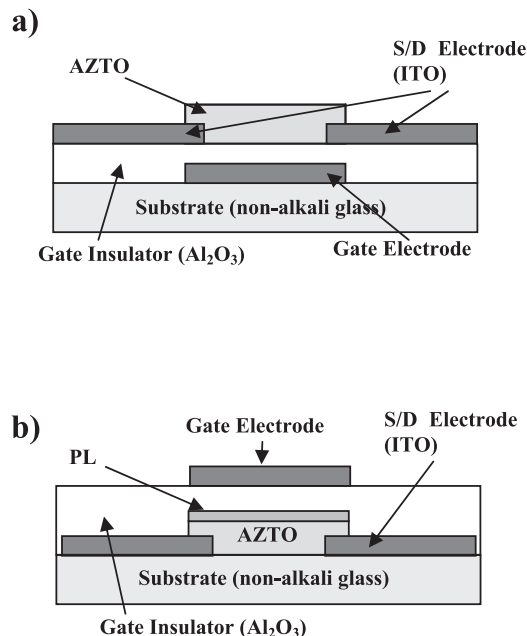 a)
S/D Electrode
(ITO)
AZTO
Substrate (non-alkali glass)
Gate Insulator (Al₂O₃)
Gate Electrode
b)
Gate Electrode
S/D Electrode
(ITO)
PL
AZTO
Substrate (non-alkali glass)
Gate Insulator (Al₂O₃)